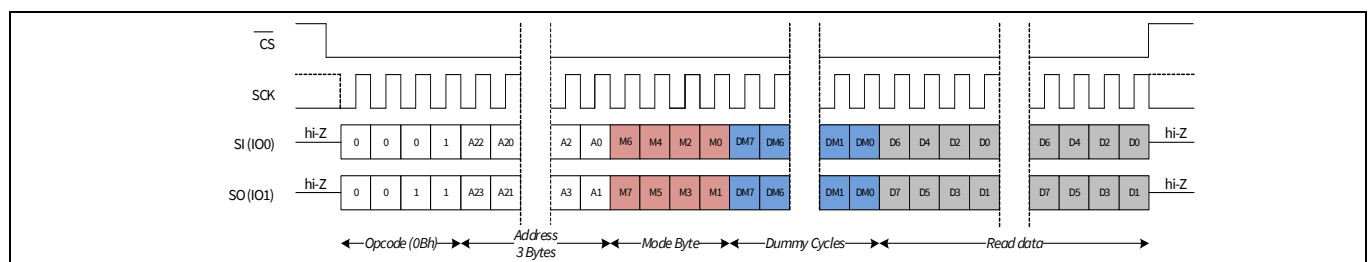 CS
SCK
hi-Z 0 0 0 1 A22 A20 A2 A0 M6 M4 M2 M0 DM7 DM6 DM1 DM0 D6 D4 D2 D0 D6 D4 D2 D0 hi-Z
SI (IO0)
hi-Z 0 0 1 1 A23 A21 A3 A1 M7 M5 M3 M1 DM7 DM6 DM1 DM0 D7 D5 D3 D1 D7 D5 D3 D1 hi-Z
SO (IO1)
Opcode (0Bh) Address Mode Byte Dummy Cycles Read data
3 Bytes